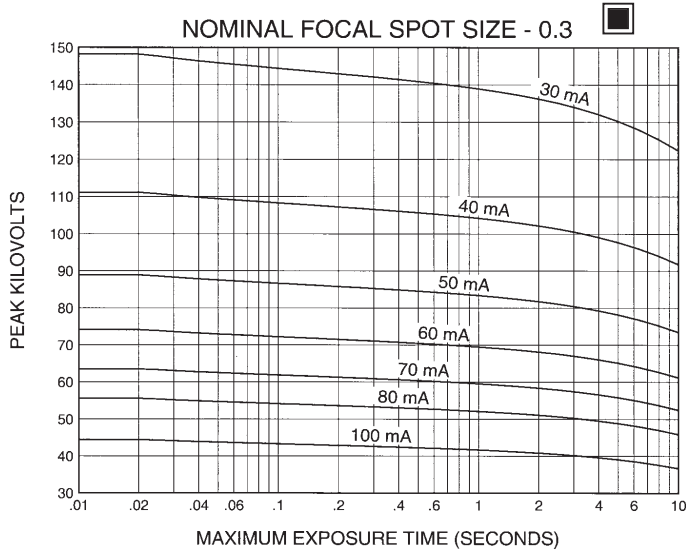 NOMINAL FOCAL SPOT SIZE - 0.3
150
140
130
120
110
100
90
80
70
60
50
40
30
PEAK KILOVOLTS
30 mA
40 mA
50 mA
60 mA
70 mA
80 mA
100 mA
.01 .02 .04 .06 .1 .2 .4 .6 1 2 4 6 10
MAXIMUM EXPOSURE TIME (SECONDS)